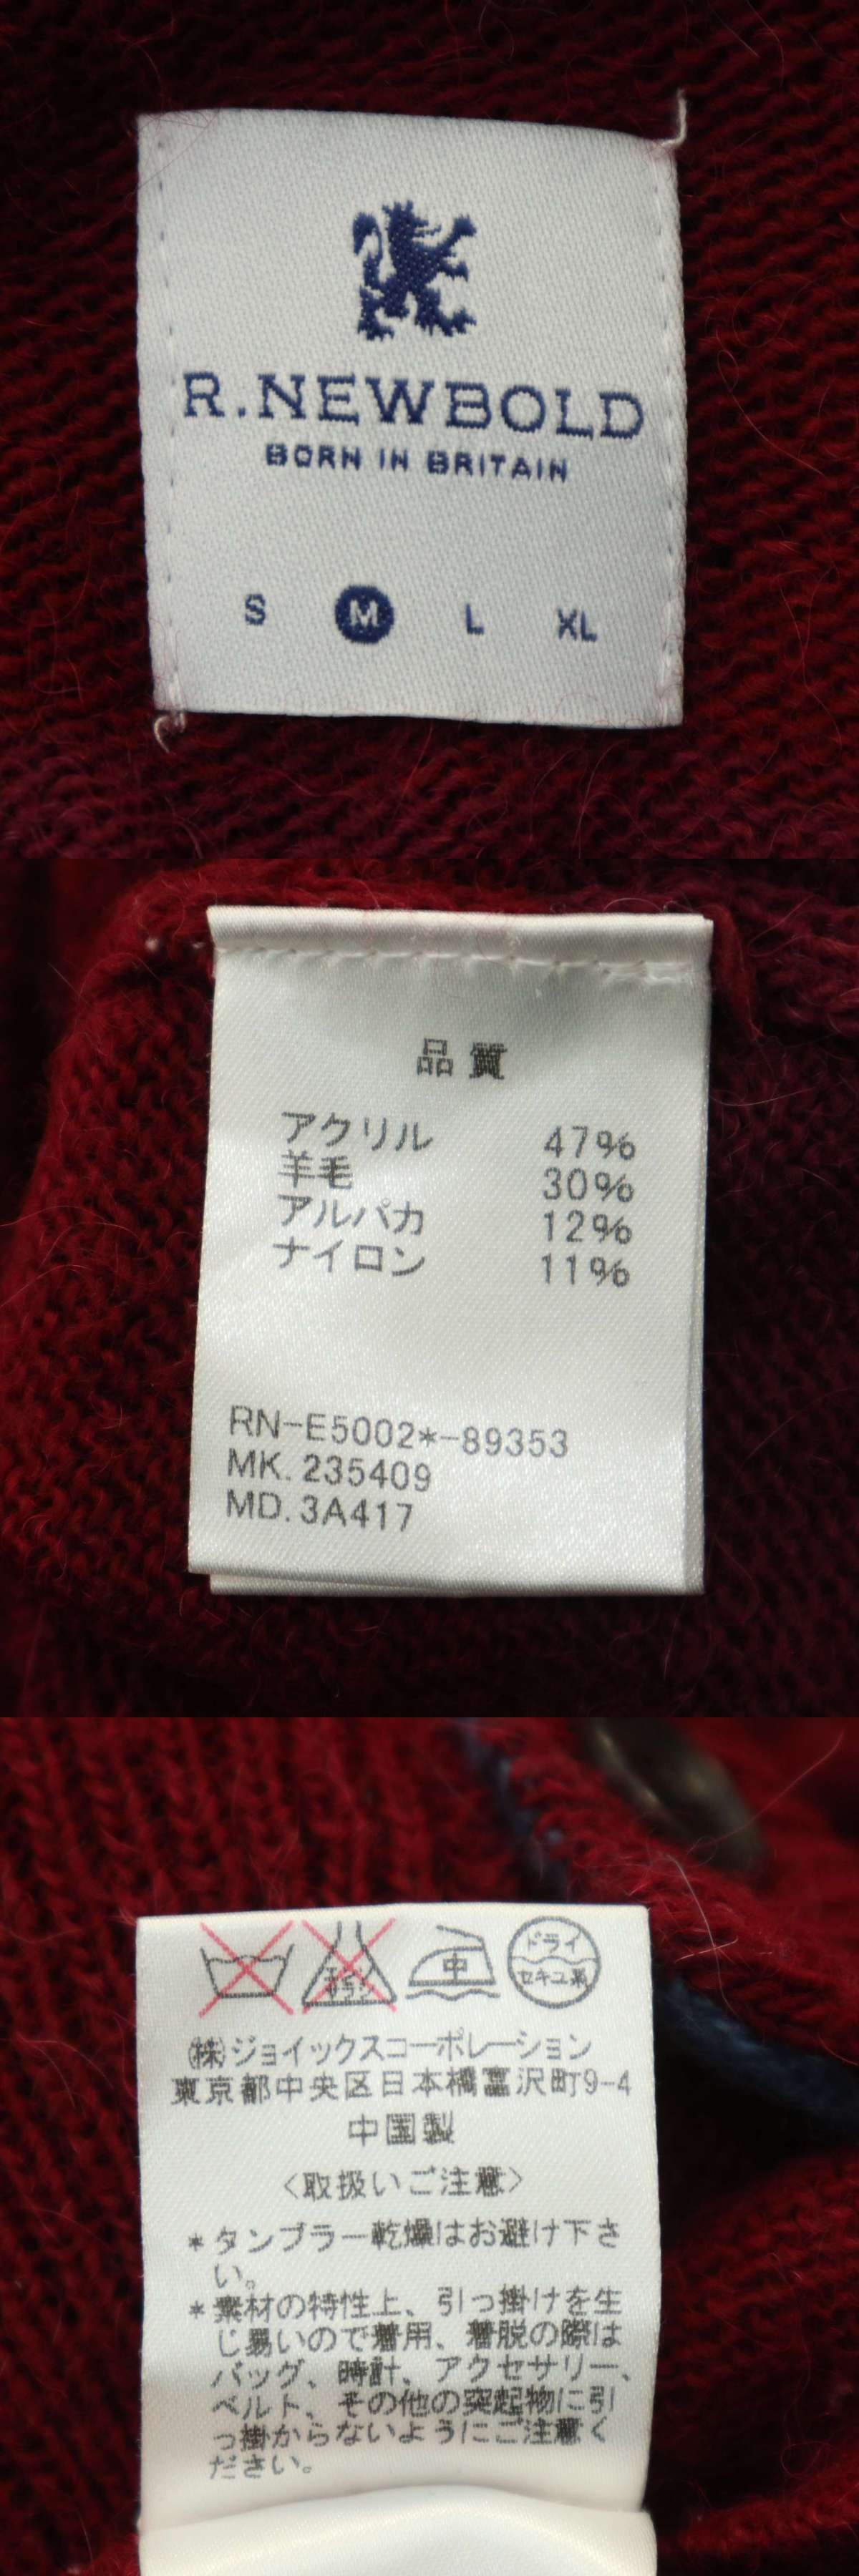 R.NEWBOLD
BORN IN BRITAIN
S M L XL
品質
アクリル 47%
羊毛 30%
アルパカ 12%
ナイロン 11%
RN-E5002*-89353
MK.235409
MD.3A417
エンソ サラシ 中 ドライ セキユ系
㈱ジョイックスコーポレーション
東京都中央区日本橋富沢町9-4
中国製
<取扱いご注意>
*タンブラー乾燥はお避け下さ
い。
*素材の特性上、引っ掛けを生
じ易いので着用、着脱の際は
バッグ、時計、アクセサリー、
ベルト、その他の突起物に引
っ掛からないようにご注意く
ださい。